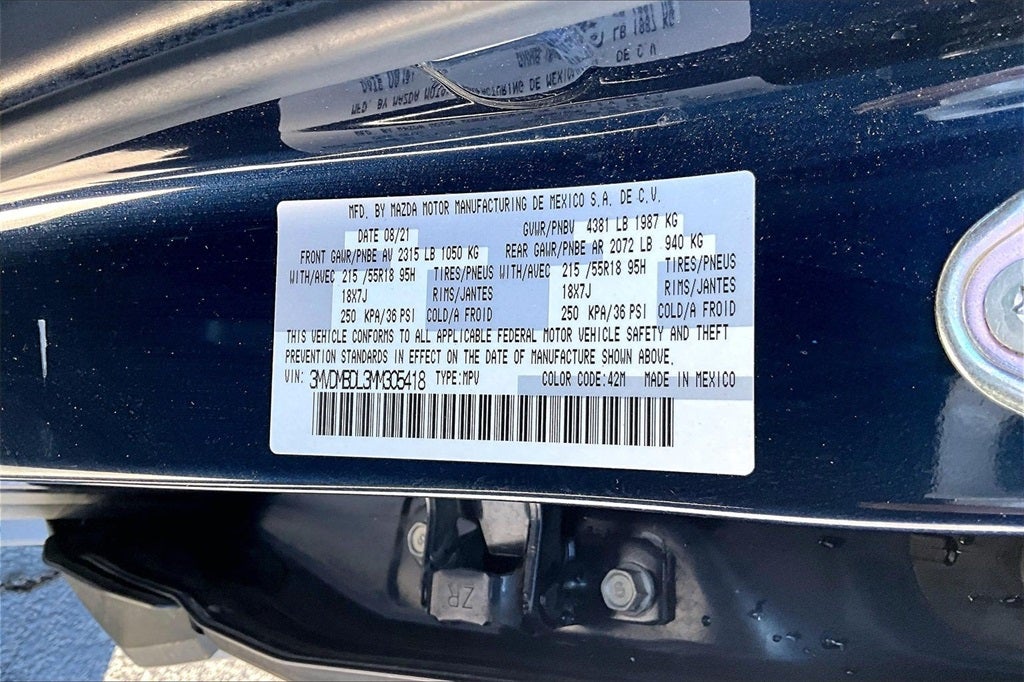 MFD. BY MAZDA MOTOR MANUFACTURING DE MEXICO S.A. DE C.V.
DATE 08/21 GVWR/PNBV 4381 LB 1987 KG
FRONT GAWR/PNBE AV 2315 LB 1050 KG REAR GAWR/PNBE AR 2072 LB 940 KG
WITH/AVEC 215 /55R18 95H TIRES/PNEUS WITH/AVEC 215 /55R18 95H TIRES/PNEUS
18X7J RIMS/JANTES 18X7J RIMS/JANTES
250 KPA/36 PSI COLD/A FROID 250 KPA/36 PSI COLD/A FROID
THIS VEHICLE CONFORMS TO ALL APPLICABLE FEDERAL MOTOR VEHICLE SAFETY AND THEFT
PREVENTION STANDARDS IN EFFECT ON THE DATE OF MANUFACTURE SHOWN ABOVE.
VIN: 3MVDMBDL3MM305418 TYPE:MPV COLOR CODE:42M MADE IN MEXICO
ZR